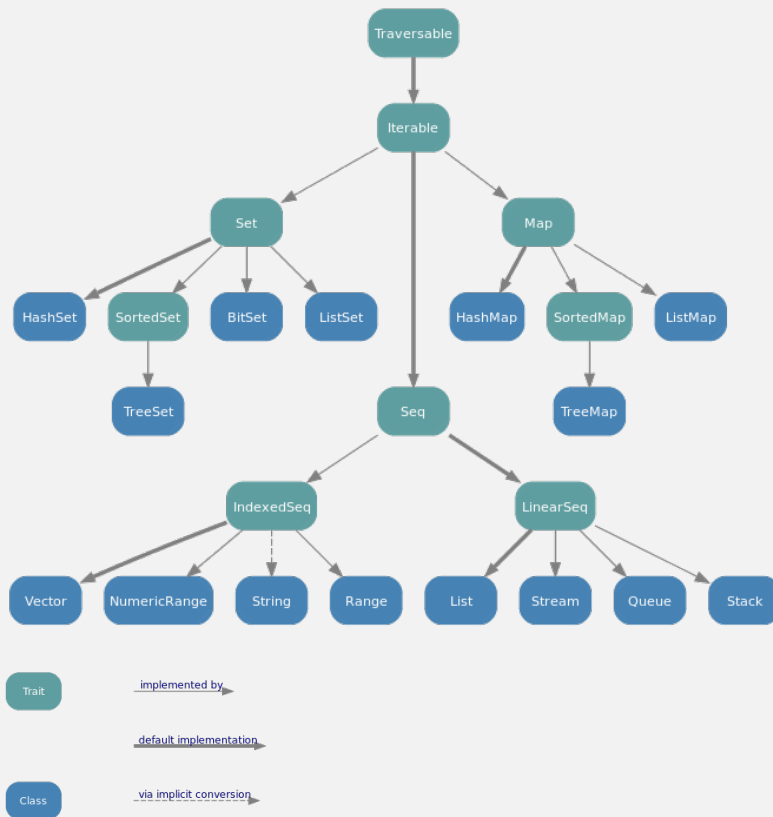 Traversable
Iterable
Set
Map
HashSet
SortedSet
BitSet
ListSet
HashMap
SortedMap
ListMap
TreeSet
Seq
TreeMap
IndexedSeq
LinearSeq
Vector
NumericRange
String
Range
List
Stream
Queue
Stack
Trait
implemented by
default implementation
Class
via implicit conversion